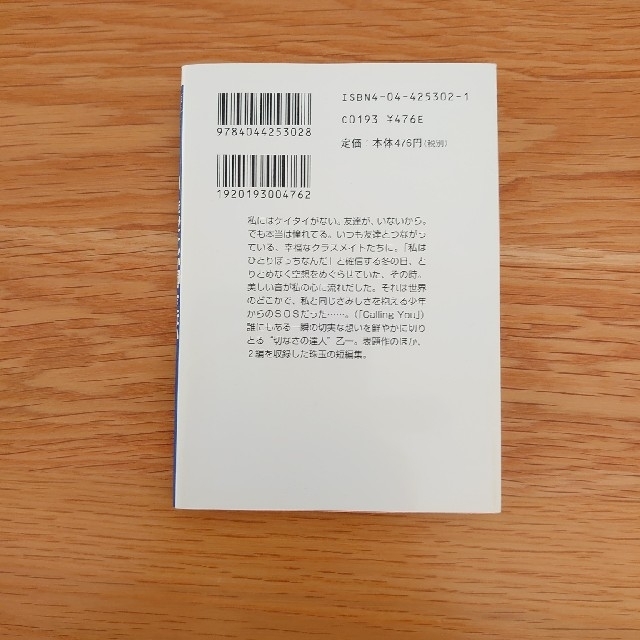 ISBN4-04-425302-1
9784044253028
C0193 ¥476E
定価 本体476円(税別)
1920193004762
私にはケイタイがない。友達が、いないから。
でも本当は憧れてる。いつも友達とつながっ
ている、幸福なクラスメイトたちに。「私は
ひとりぼっちなんだ」と確信する冬の日、と
りとめなく空想をめぐらせていた、その時。
美しい音が私の心に流れだした。それは世界
のどこかで、私と同じさみしさを抱える少年
からのSOSだった……。(「Calling You」)
誰にもある一瞬の切実な想いを鮮やかに切り
とる“切なさの達人”乙一。表題作のほか、
2編を収録した珠玉の短編集。